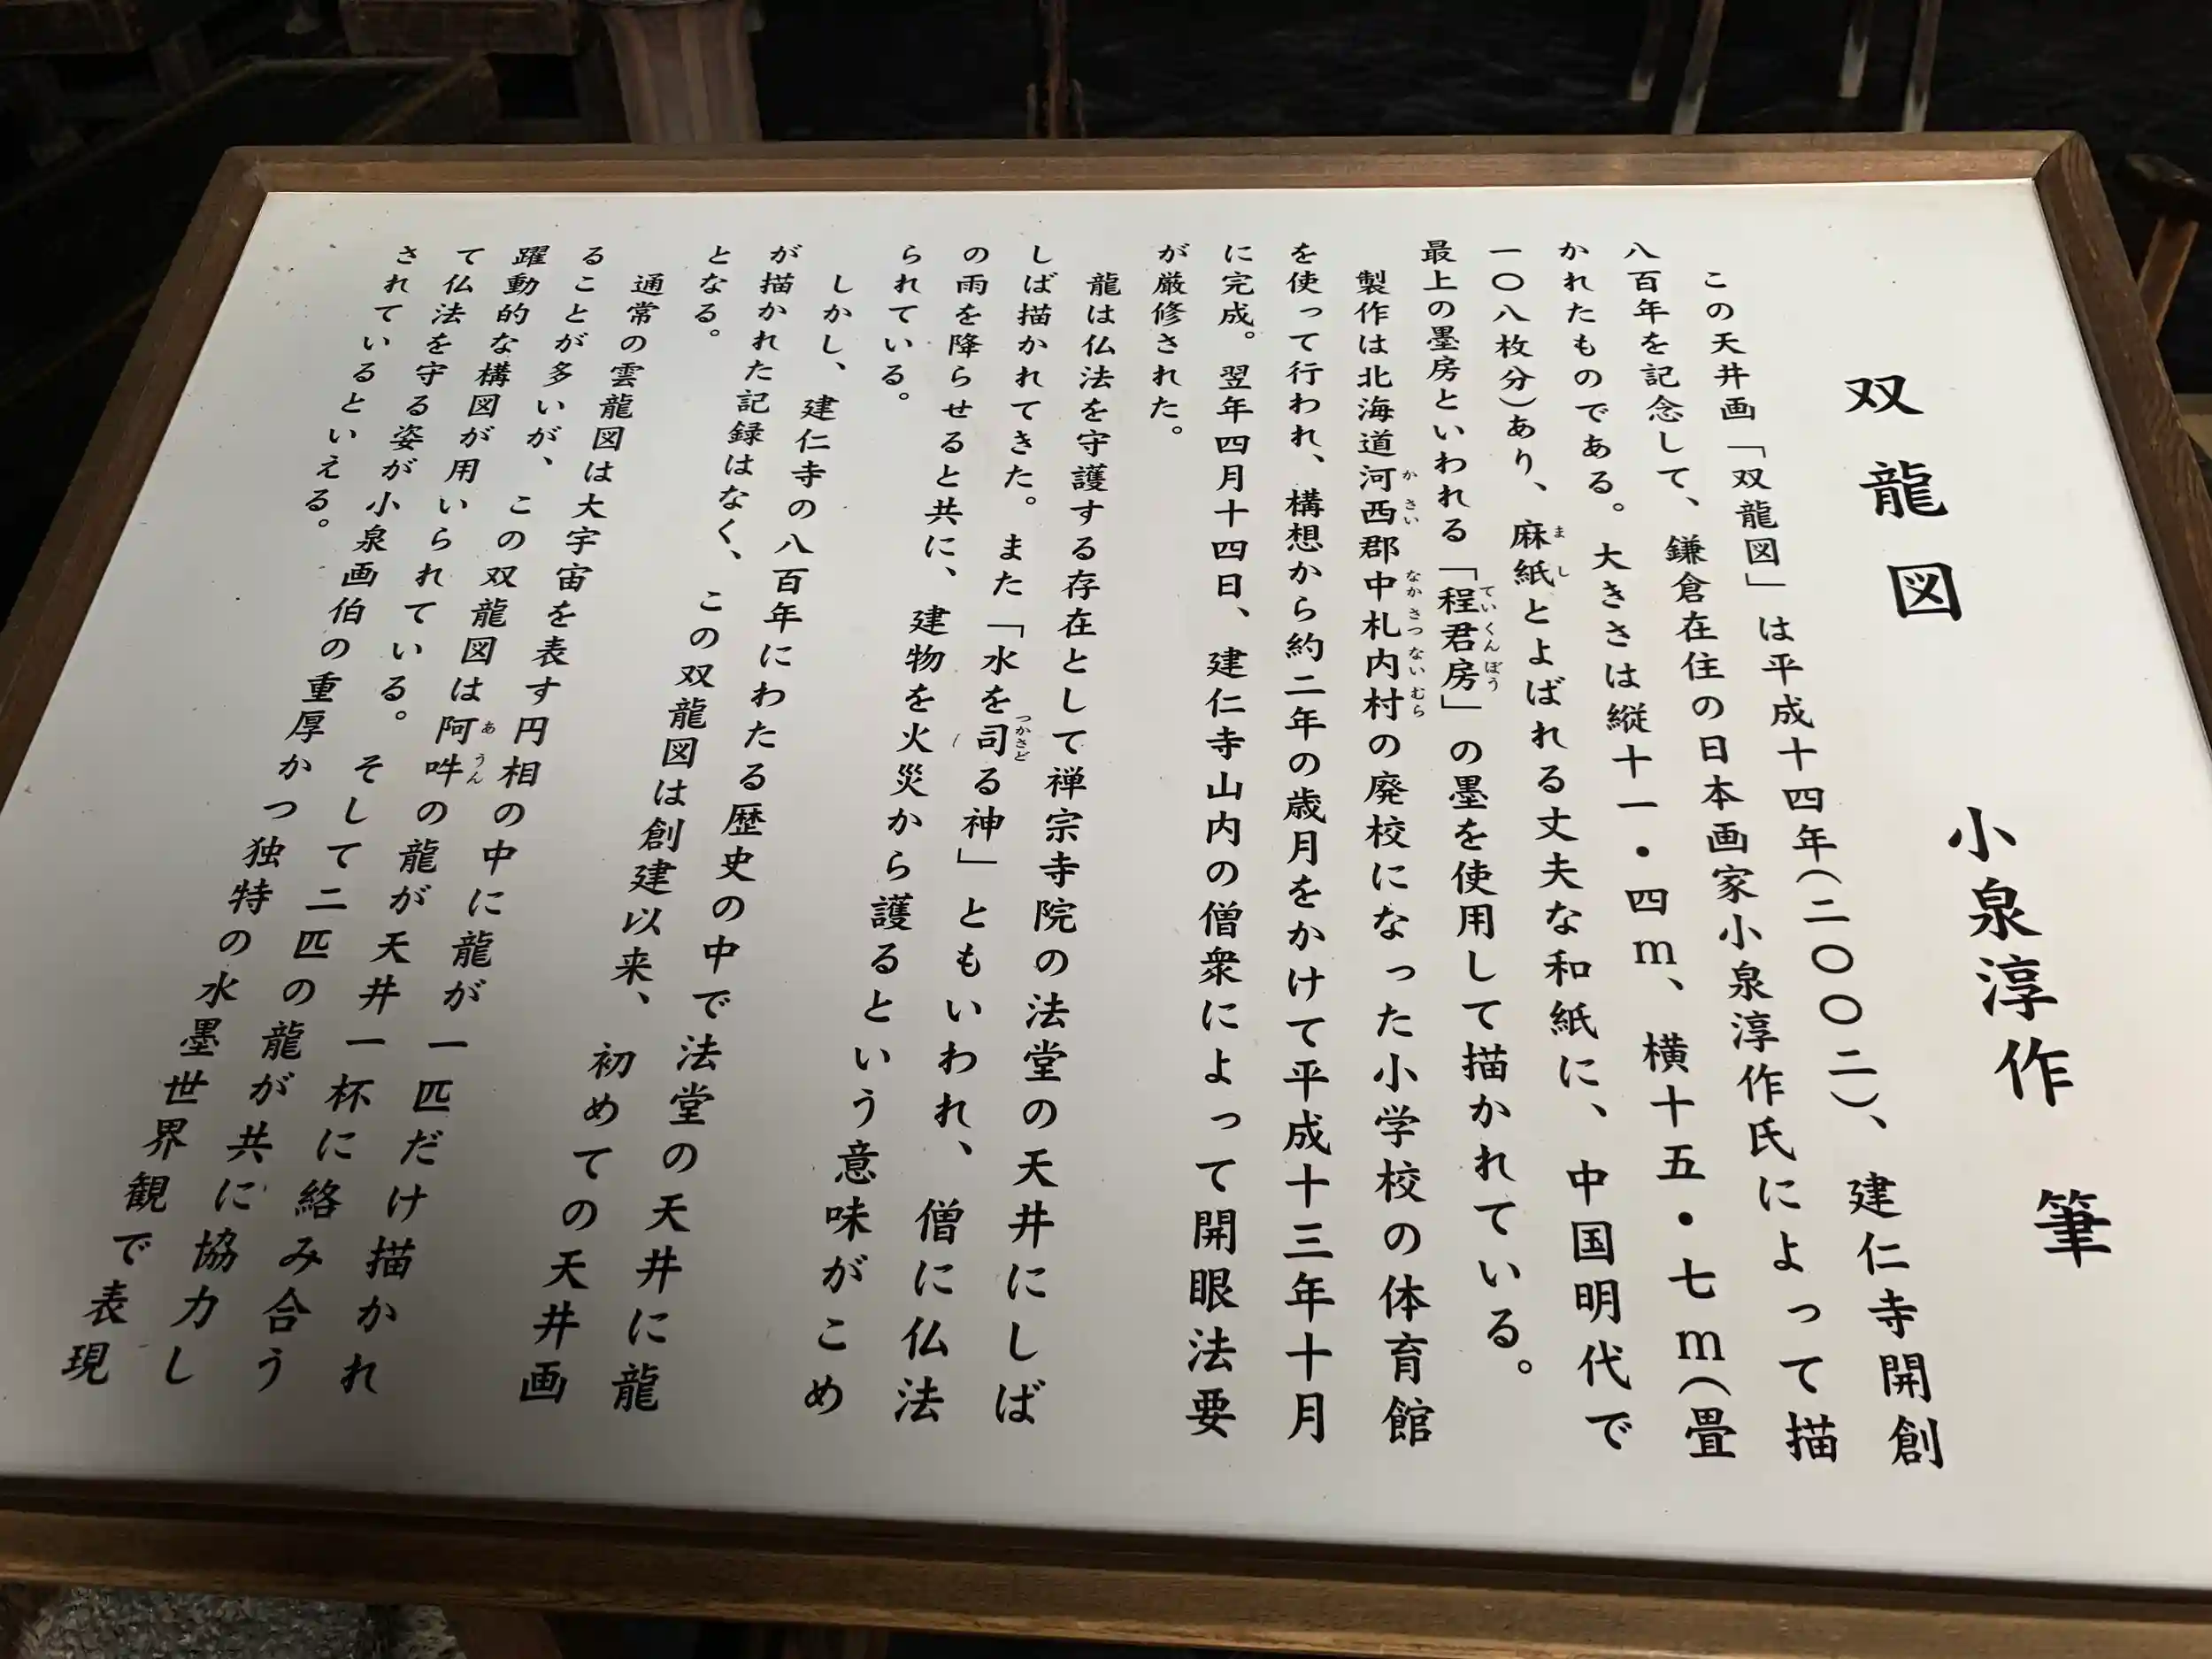 双龍図　小泉淳作　筆
この天井画「双龍図」は平成十四年(二〇〇二)、建仁寺開創
八百年を記念して、鎌倉在住の日本画家小泉淳作氏によって描
かれたものである。大きさは縦十一・四m、横十五・七m(畳
一〇八枚分)あり、麻紙とよばれる丈夫な和紙に、中国明代で
最上の墨房といわれる「程君房」の墨を使用して描かれている。
製作は北海道河西郡中札内村の廃校になった小学校の体育館
を使って行われ、構想から約二年の歳月をかけて平成十三年十月
に完成。翌年四月十四日、建仁寺山内の僧衆によって開眼法要
が厳修された。
龍は仏法を守護する存在として禅宗寺院の法堂の天井にしば
しば描かれてきた。また「水を司る神」ともいわれ、僧に仏法
の雨を降らせると共に、建物を火災から護るという意味がこめ
られている。
しかし、建仁寺の八百年にわたる歴史の中で法堂の天井に龍
が描かれた記録はなく、この双龍図は創建以来、初めての天井画
となる。
通常の雲龍図は大宇宙を表す円相の中に龍が一匹だけ描かれ
ることが多いが、この双龍図は阿吽の龍が天井一杯に絡み合う
躍動的な構図が用いられている。そして二匹の龍が共に協力し
て仏法を守る姿が小泉画伯の重厚かつ独特の水墨世界観で表現
されているといえる。